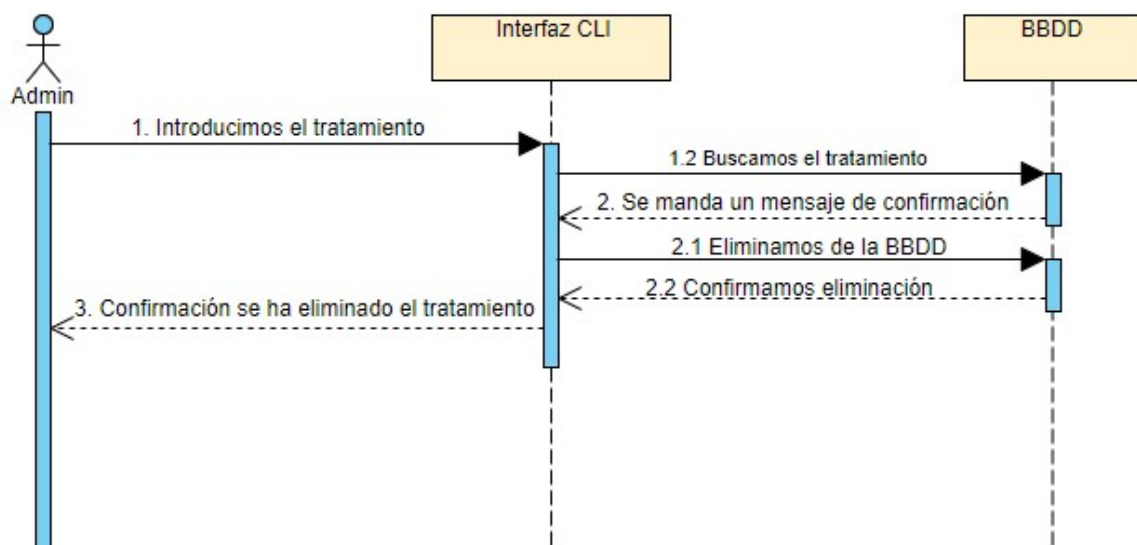 Interfaz CLI
BBDD
Admin
1. Introducimos el tratamiento
1.2 Buscamos el tratamiento
2. Se manda un mensaje de confirmación
2.1 Eliminamos de la BBDD
2.2 Confirmamos eliminación
3. Confirmación se ha eliminado el tratamiento